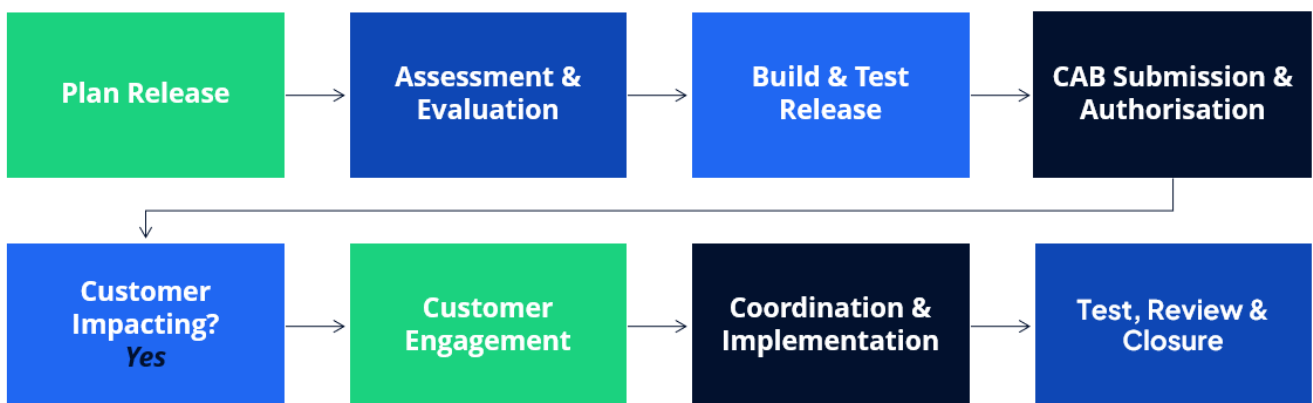 Plan Release
Assessment &
Evaluation
Build & Test
Release
CAB Submission &
Authorisation
Customer
Impacting?
Yes
Customer
Engagement
Coordination &
Implementation
Test, Review &
Closure